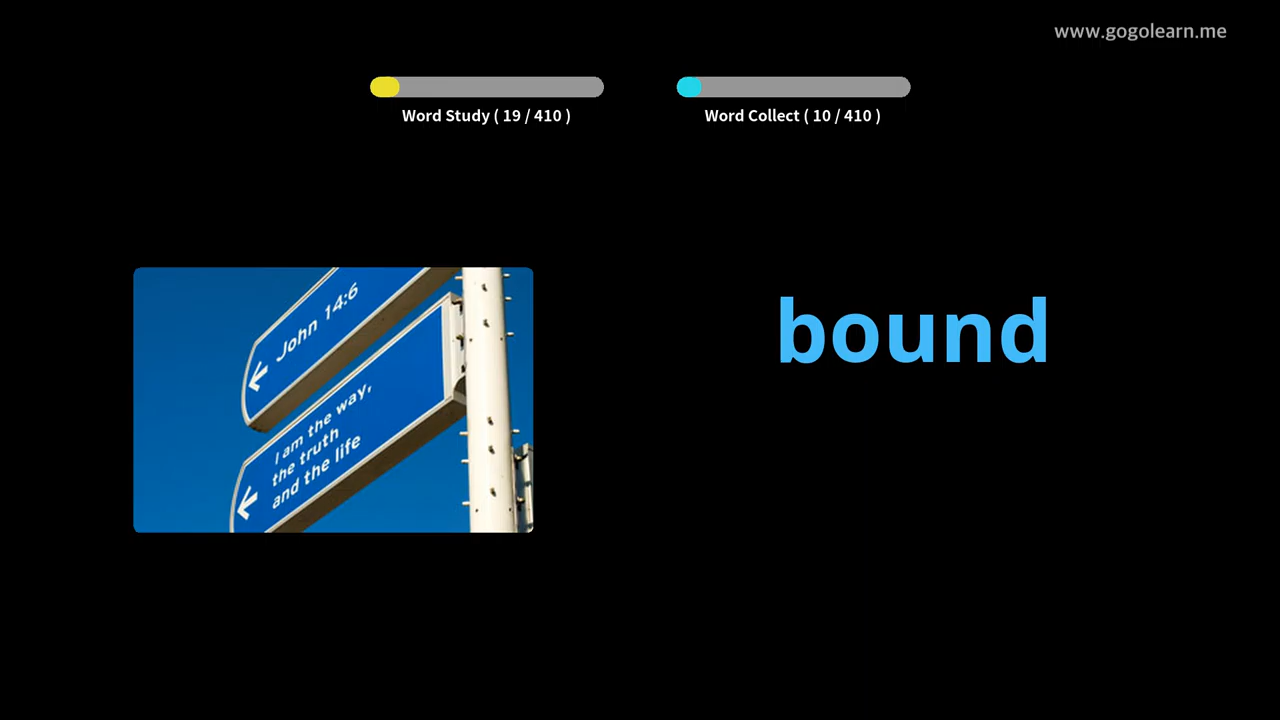 www.gogolearn.me
Word Study ( 19 / 410 )
Word Collect ( 10 / 410 )
John 14:6
I am the way,
the truth
and the life
bound